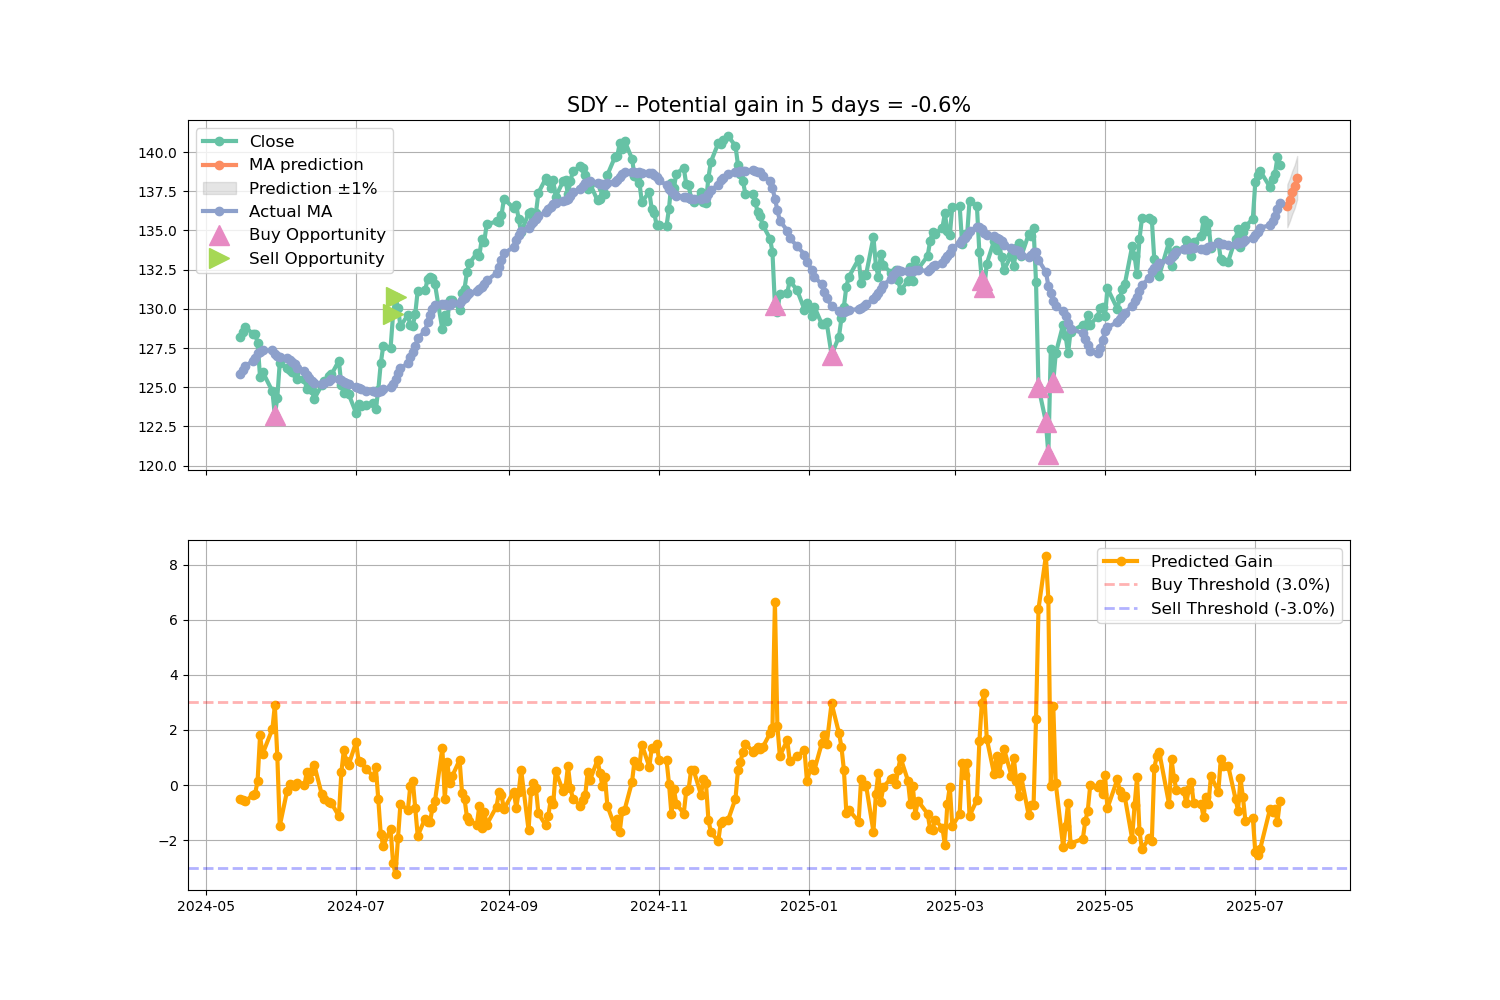 SDY -- Potential gain in 5 days = -0.6%
Close
MA prediction
Prediction ±1%
Actual MA
Buy Opportunity
Sell Opportunity
140.0
137.5
135.0
132.5
130.0
127.5
125.0
122.5
120.0
Predicted Gain
Buy Threshold (3.0%)
Sell Threshold (-3.0%)
8
6
4
2
0
−2
2024-05
2024-07
2024-09
2024-11
2025-01
2025-03
2025-05
2025-07